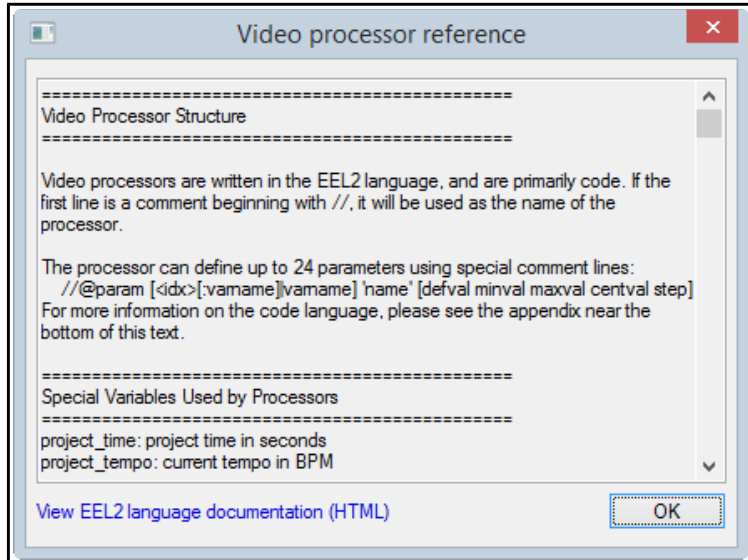 Video processor reference
===============================================
Video Processor Structure
===============================================
Video processors are written in the EEL2 language, and are primarily code. If the
first line is a comment beginning with //, it will be used as the name of the
processor.
The processor can define up to 24 parameters using special comment lines:
//@param [<idx>[:varname]|varname] 'name' [defval minval maxval centval step]
For more information on the code language, please see the appendix near the
bottom of this text.
===============================================
Special Variables Used by Processors
===============================================
project_time: project time in seconds
project_tempo: current tempo in BPM
View EEL2 language documentation (HTML)
OK